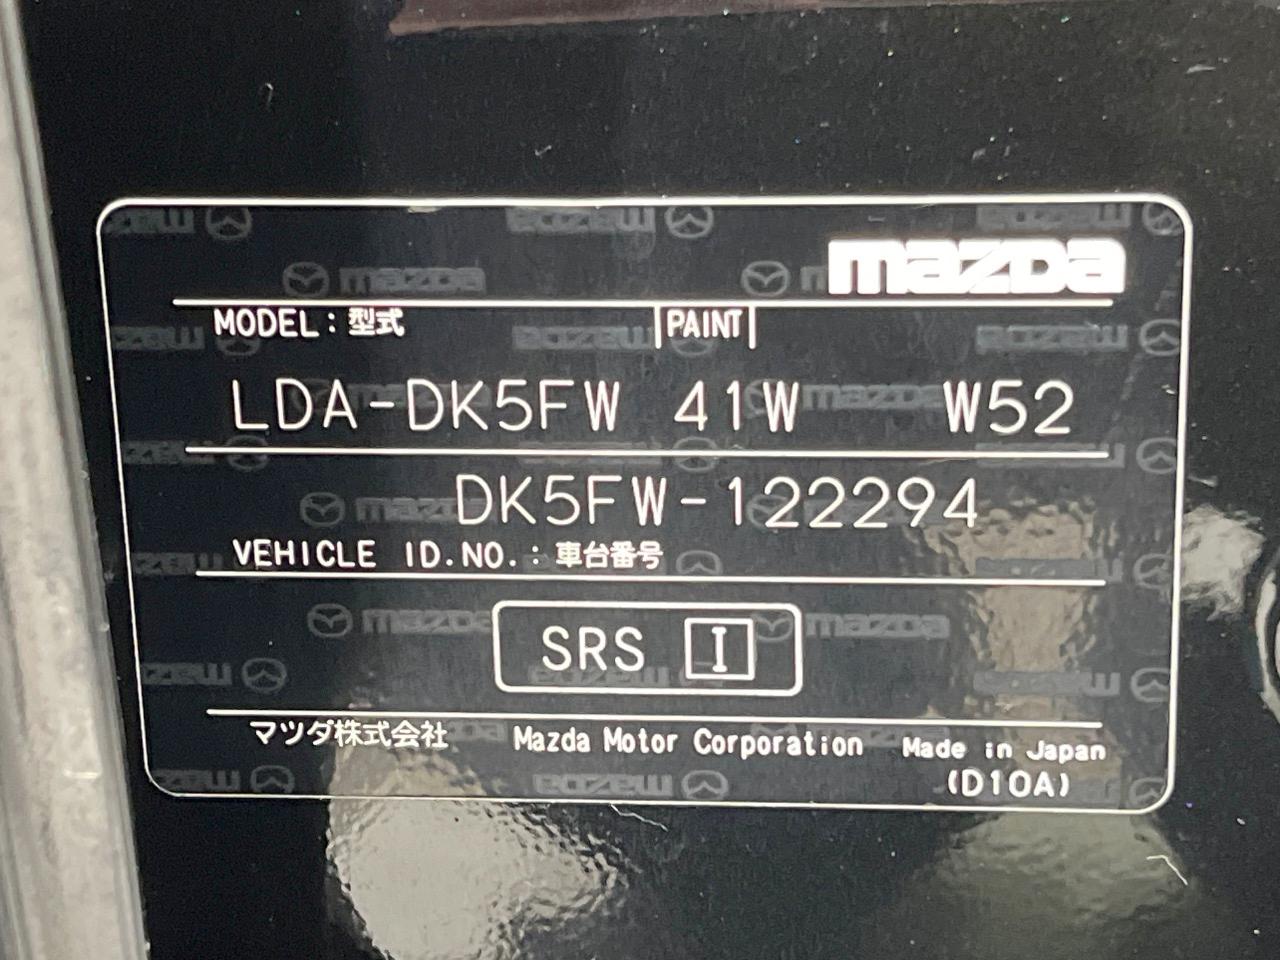 mazda
MODEL : 型式 PAINT
LDA-DK5FW 41W W52
DK5FW-122294
VEHICLE ID.NO. : 車台番号
SRS I
マツダ株式会社 Mazda Motor Corporation Made in Japan
(D10A)